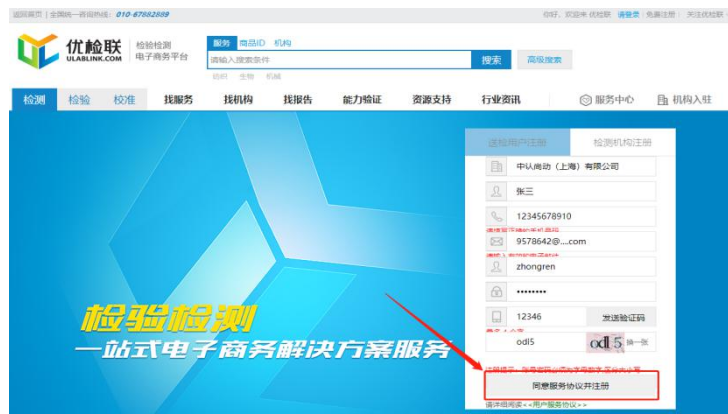 返回首页 | 全国统一咨询热线: 010-67882889
你好, 欢迎来 优检联 请登录 | 免费注册 | 关注优检联
优检联 ULABLINK.COM 检验检测 电子商务平台
服务 商品ID 机构
请输入搜索条件 搜索 高级搜索
纺织 生物 机械
检测 检验 校准 找服务 找机构 找报告 能力验证 资源支持 行业资讯 服务中心 机构入驻
送检用户注册 检测机构注册
中认尚动（上海）有限公司
张三
12345678910
9578642@....com
zhongren
••••••••
12346 发送验证码
odl5 odl 5 换一张
同意服务协议并注册
请详细阅读<<用户服务协议>>
检验检测
一站式电子商务解决方案服务